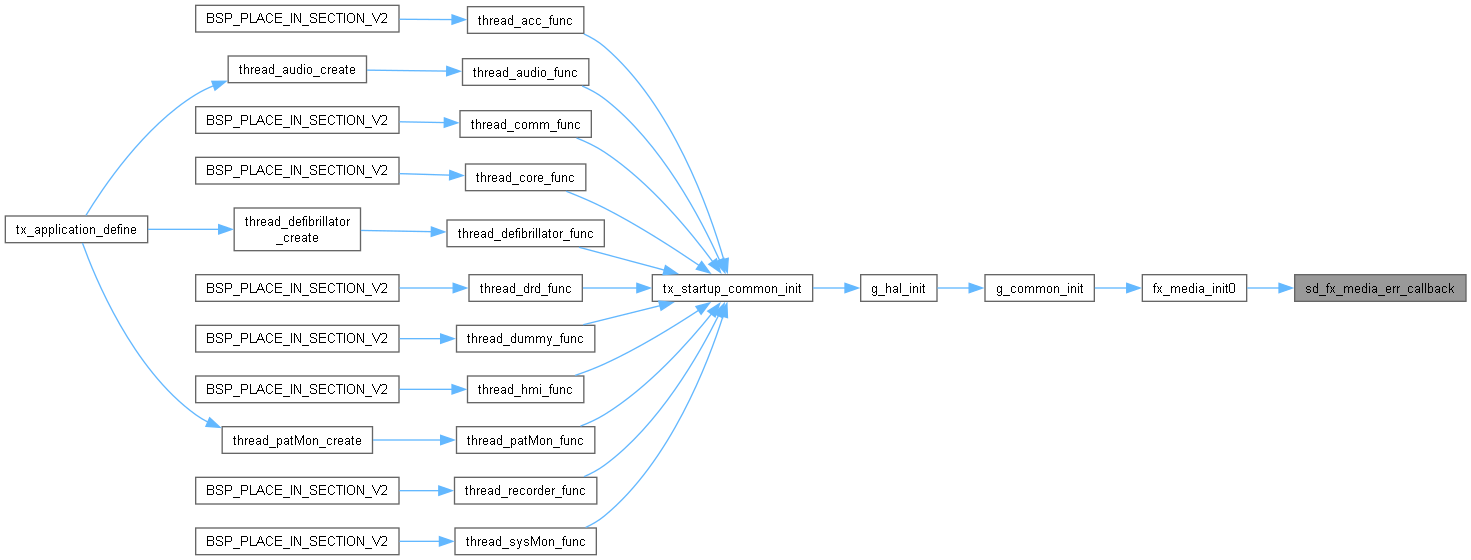 BSP_PLACE_IN_SECTION_V2
thread_acc_func
thread_audio_create
thread_audio_func
BSP_PLACE_IN_SECTION_V2
thread_comm_func
BSP_PLACE_IN_SECTION_V2
thread_core_func
tx_application_define
thread_defibrillator
_create
thread_defibrillator_func
BSP_PLACE_IN_SECTION_V2
thread_drd_func
tx_startup_common_init
g_hal_init
g_common_init
fx_media_init0
sd_fx_media_err_callback
BSP_PLACE_IN_SECTION_V2
thread_dummy_func
BSP_PLACE_IN_SECTION_V2
thread_hmi_func
thread_patMon_create
thread_patMon_func
BSP_PLACE_IN_SECTION_V2
thread_recorder_func
BSP_PLACE_IN_SECTION_V2
thread_sysMon_func